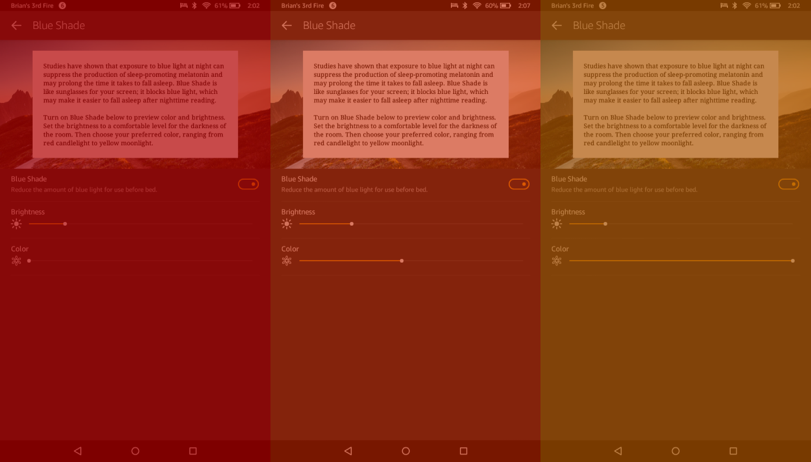 Brian's 3rd Fire 6 61% 2:02
Blue Shade
Studies have shown that exposure to blue light at night can
suppress the production of sleep-promoting melatonin and
may prolong the time it takes to fall asleep. Blue Shade is
like sunglasses for your screen; it blocks blue light, which
may make it easier to fall asleep after nighttime reading.
Turn on Blue Shade below to preview color and brightness.
Set the brightness to a comfortable level for the darkness of
the room. Then choose your preferred color, ranging from
red candlelight to yellow moonlight.
Blue Shade
Reduce the amount of blue light for use before bed.
Brightness
Color
Brian's 3rd Fire 60% 2:07
Blue Shade
Studies have shown that exposure to blue light at night can
suppress the production of sleep-promoting melatonin and
may prolong the time it takes to fall asleep. Blue Shade is
like sunglasses for your screen; it blocks blue light, which
may make it easier to fall asleep after nighttime reading.
Turn on Blue Shade below to preview color and brightness.
Set the brightness to a comfortable level for the darkness of
the room. Then choose your preferred color, ranging from
red candlelight to yellow moonlight.
Blue Shade
Reduce the amount of blue light for use before bed.
Brightness
Color
Brian's 3rd Fire 61% 2:02
Blue Shade
Studies have shown that exposure to blue light at night can
suppress the production of sleep-promoting melatonin and
may prolong the time it takes to fall asleep. Blue Shade is
like sunglasses for your screen; it blocks blue light, which
may make it easier to fall asleep after nighttime reading.
Turn on Blue Shade below to preview color and brightness.
Set the brightness to a comfortable level for the darkness of
the room. Then choose your preferred color, ranging from
red candlelight to yellow moonlight.
Blue Shade
Reduce the amount of blue light for use before bed.
Brightness
Color